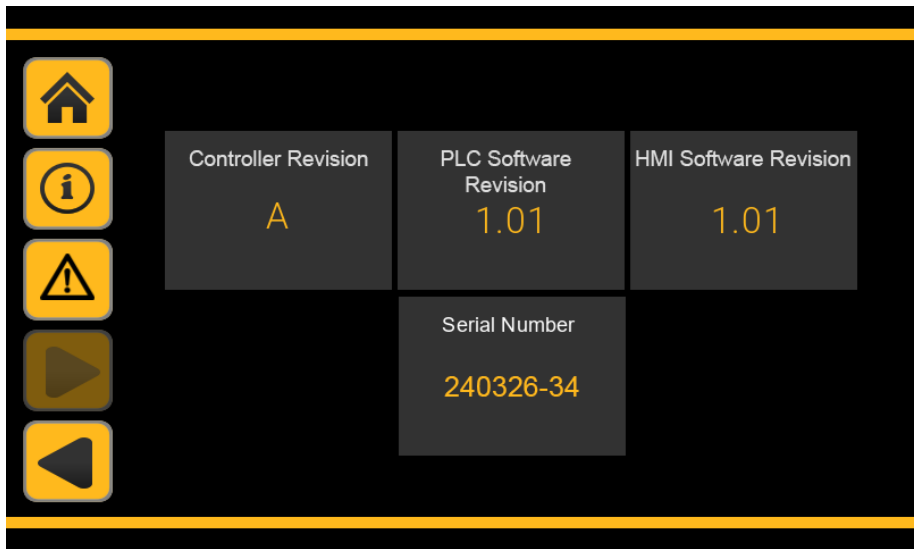 Controller Revision
A
PLC Software
Revision
1.01
HMI Software Revision
1.01
Serial Number
240326-34